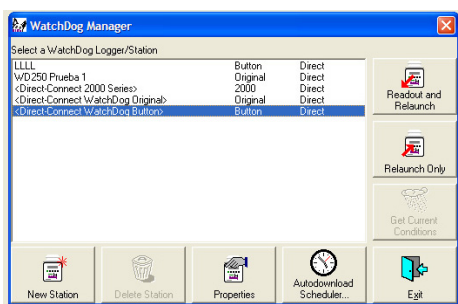 WatchDog Manager
Select a WatchDog Logger/Station
LLLL Button Direct
WD250 Prueba 1 Original Direct
<Direct-Connect 2000 Series> 2000 Direct
<Direct-Connect WatchDog Original> Original Direct
<Direct-Connect WatchDog Button> Button Direct
Readout and
Relaunch
Relaunch Only
Get Current
Conditions
New Station
Delete Station
Properties
Autodownload
Scheduler...
Exit